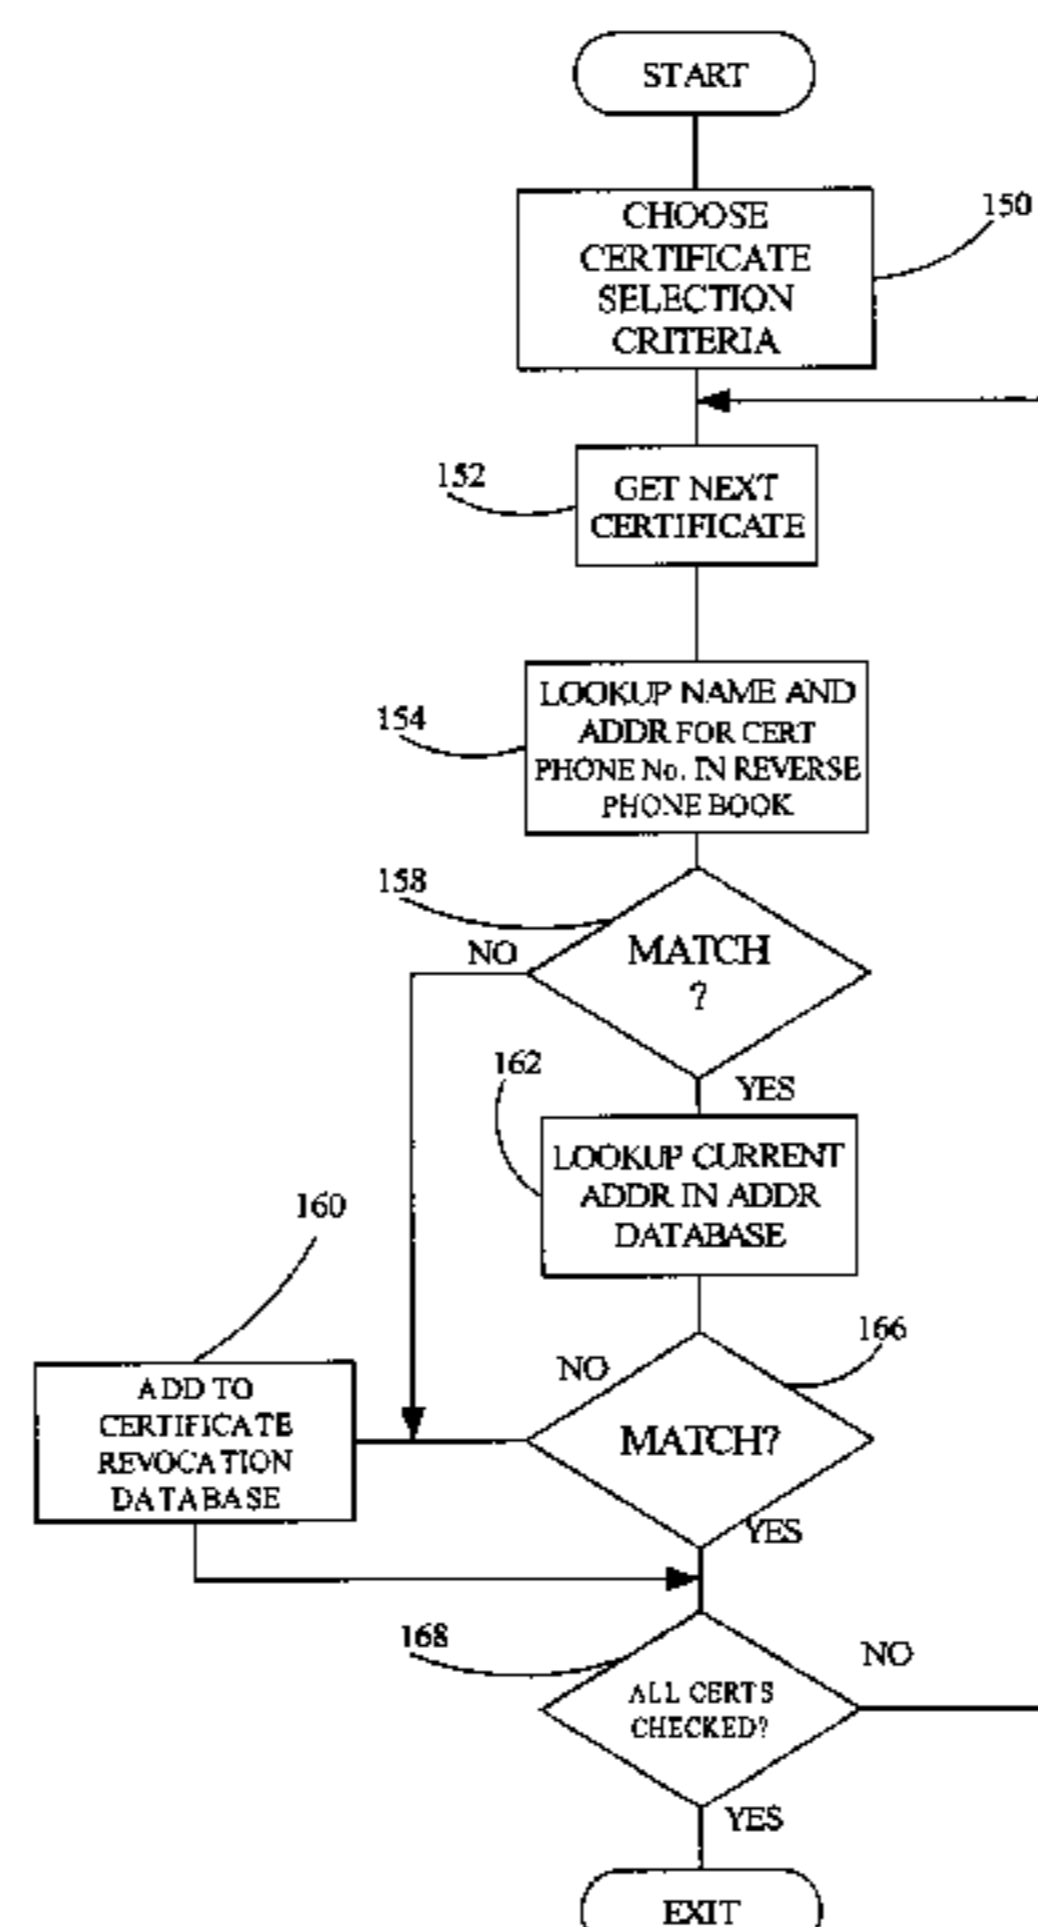 START
150
CHOOSE
CERTIFICATE
SELECTION
CRITERIA
152
GET NEXT
CERTIFICATE
154
LOOKUP NAME AND
ADDR FOR CERT
PHONE No. IN REVERSE
PHONE BOOK
158
NO
MATCH
?
162
YES
LOOKUP CURRENT
ADDR IN ADDR
DATABASE
160
166
NO
ADD TO
CERTIFICATE
REVOCATION
DATABASE
MATCH?
YES
168
NO
ALL CERTS
CHECKED?
YES
EXIT